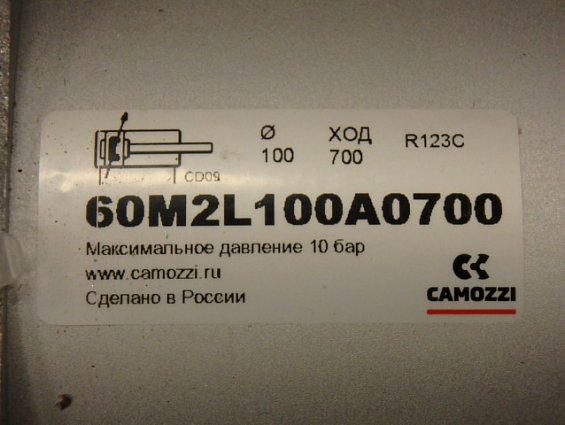 Ø ХОД R123C
100 700
CD09
60M2L100A0700
Максимальное давление 10 бар
www.camozzi.ru
Сделано в России
CAMOZZI